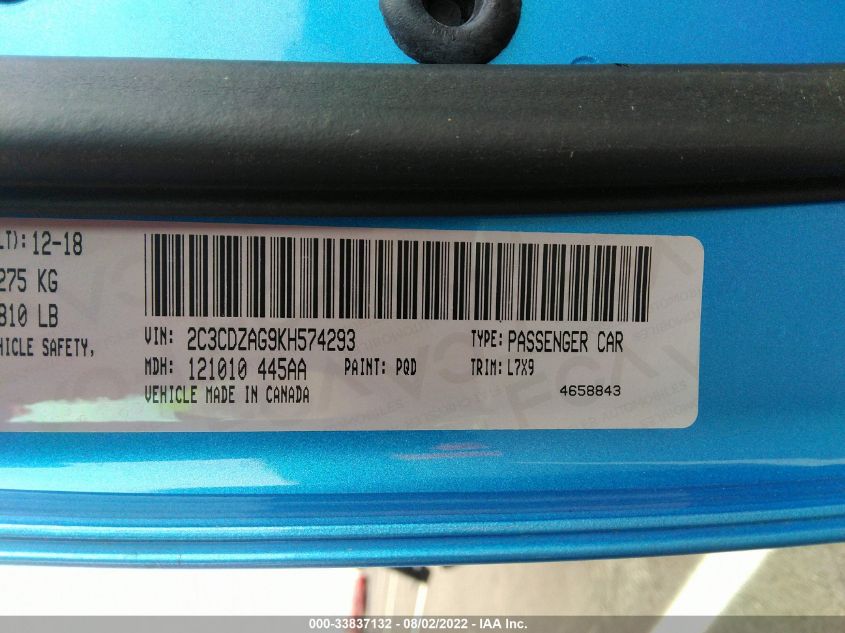 LT): 12-18
275 KG
810 LB
HICLE SAFETY,
VIN: 2C3CDZAG9KH574293 TYPE: PASSENGER CAR
MDH: 121010 445AA PAINT: PQD TRIM: L7X9
VEHICLE MADE IN CANADA 4658843
000-33837132 - 08/02/2022 - IAA Inc.